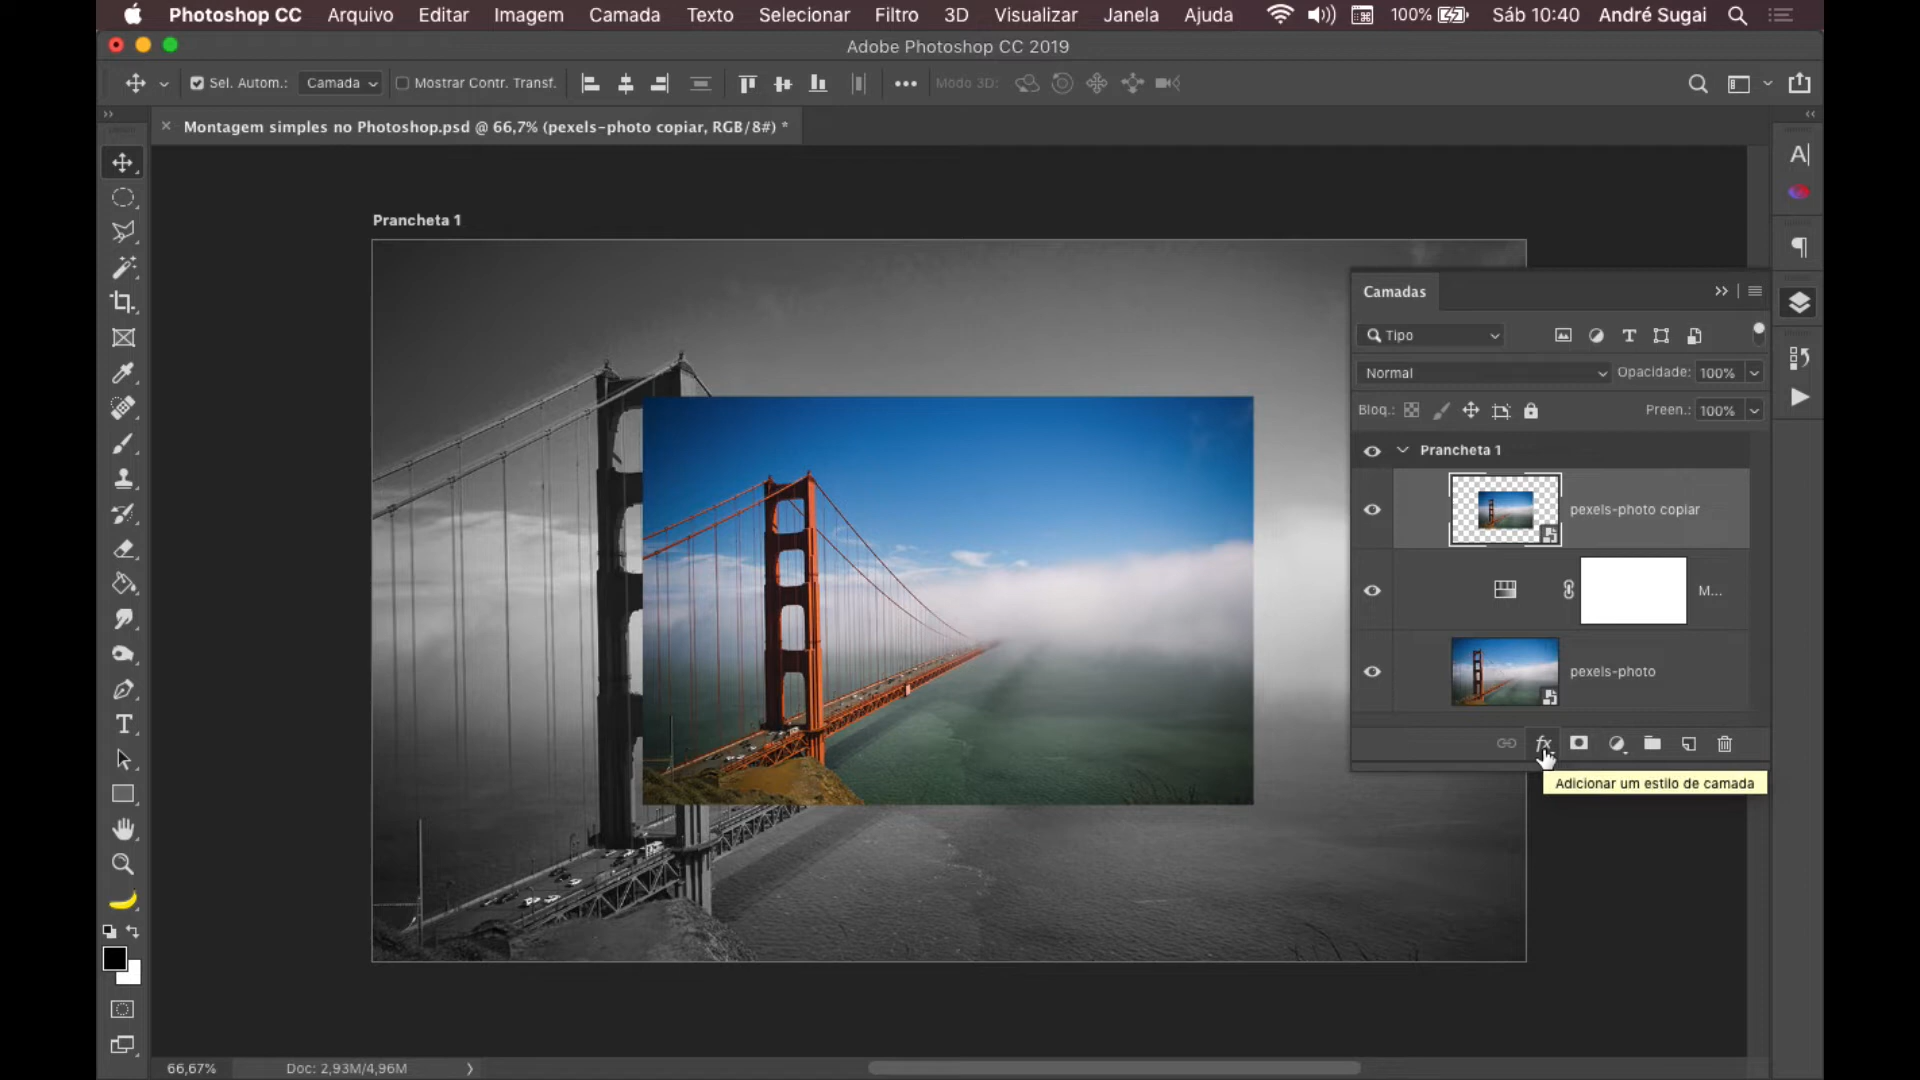 Photoshop CC Arquivo Editar Imagem Camada Texto Selecionar Filtro 3D Visualizar Janela Ajuda 100% Sáb 10:40 André Sugai
Adobe Photoshop CC 2019
Sel. Autom.: Camada Mostrar Contr. Transf. Modo 3D:
Montagem simples no Photoshop.psd @ 66,7% (pexels-photo copiar, RGB/8#) *
Prancheta 1
Camadas
Tipo
Normal Opacidade: 100%
Bloq.: Preen.: 100%
Prancheta 1
pexels-photo copiar
M...
pexels-photo
fx
Adicionar um estilo de camada
66,67% Doc: 2,93M/4,96M